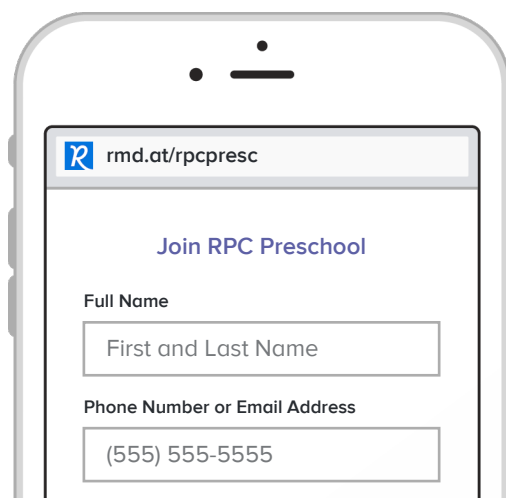 rmd.at/rpcpresc
Join RPC Preschool
Full Name
First and Last Name
Phone Number or Email Address
(555) 555-5555